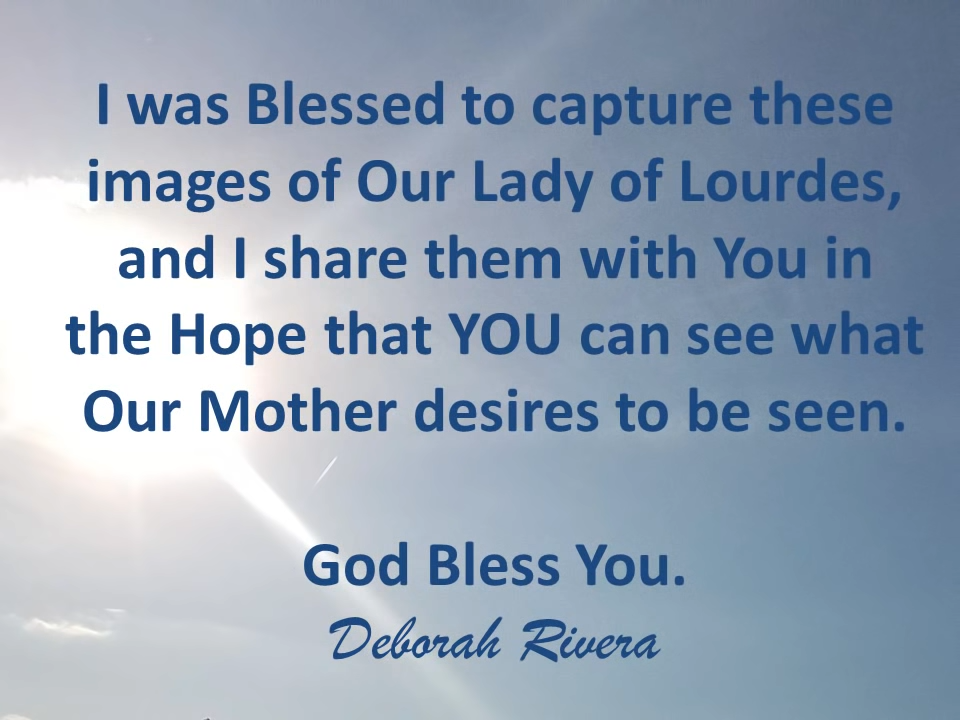 I was Blessed to capture these
images of Our Lady of Lourdes,
and I share them with You in
the Hope that YOU can see what
Our Mother desires to be seen.
God Bless You.
Deborah Rivera